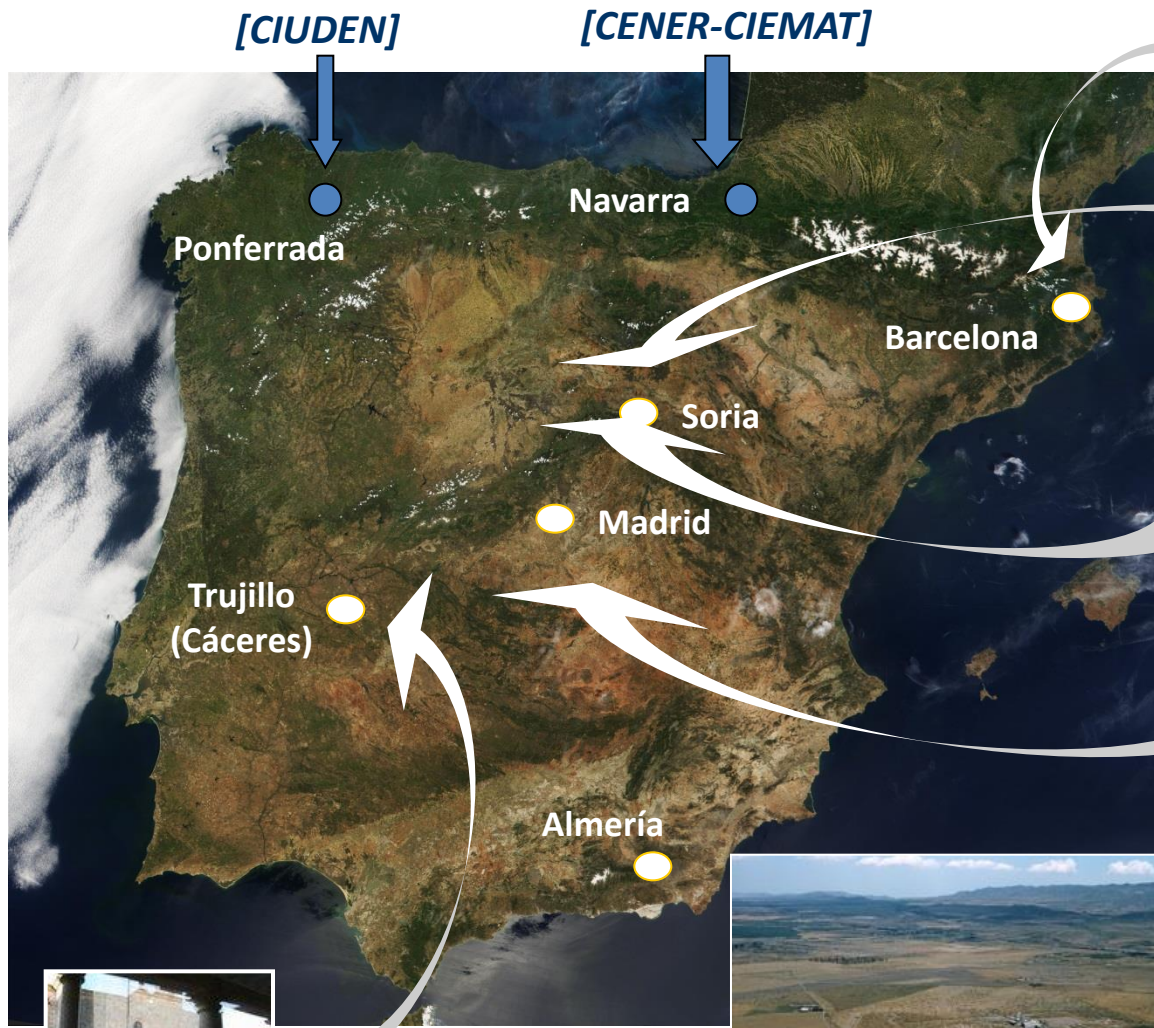 [CIUDEN]
[CENER-CIEMAT]
Navarra
Ponferrada
Barcelona
Soria
Madrid
Trujillo
(Cáceres)
Almería